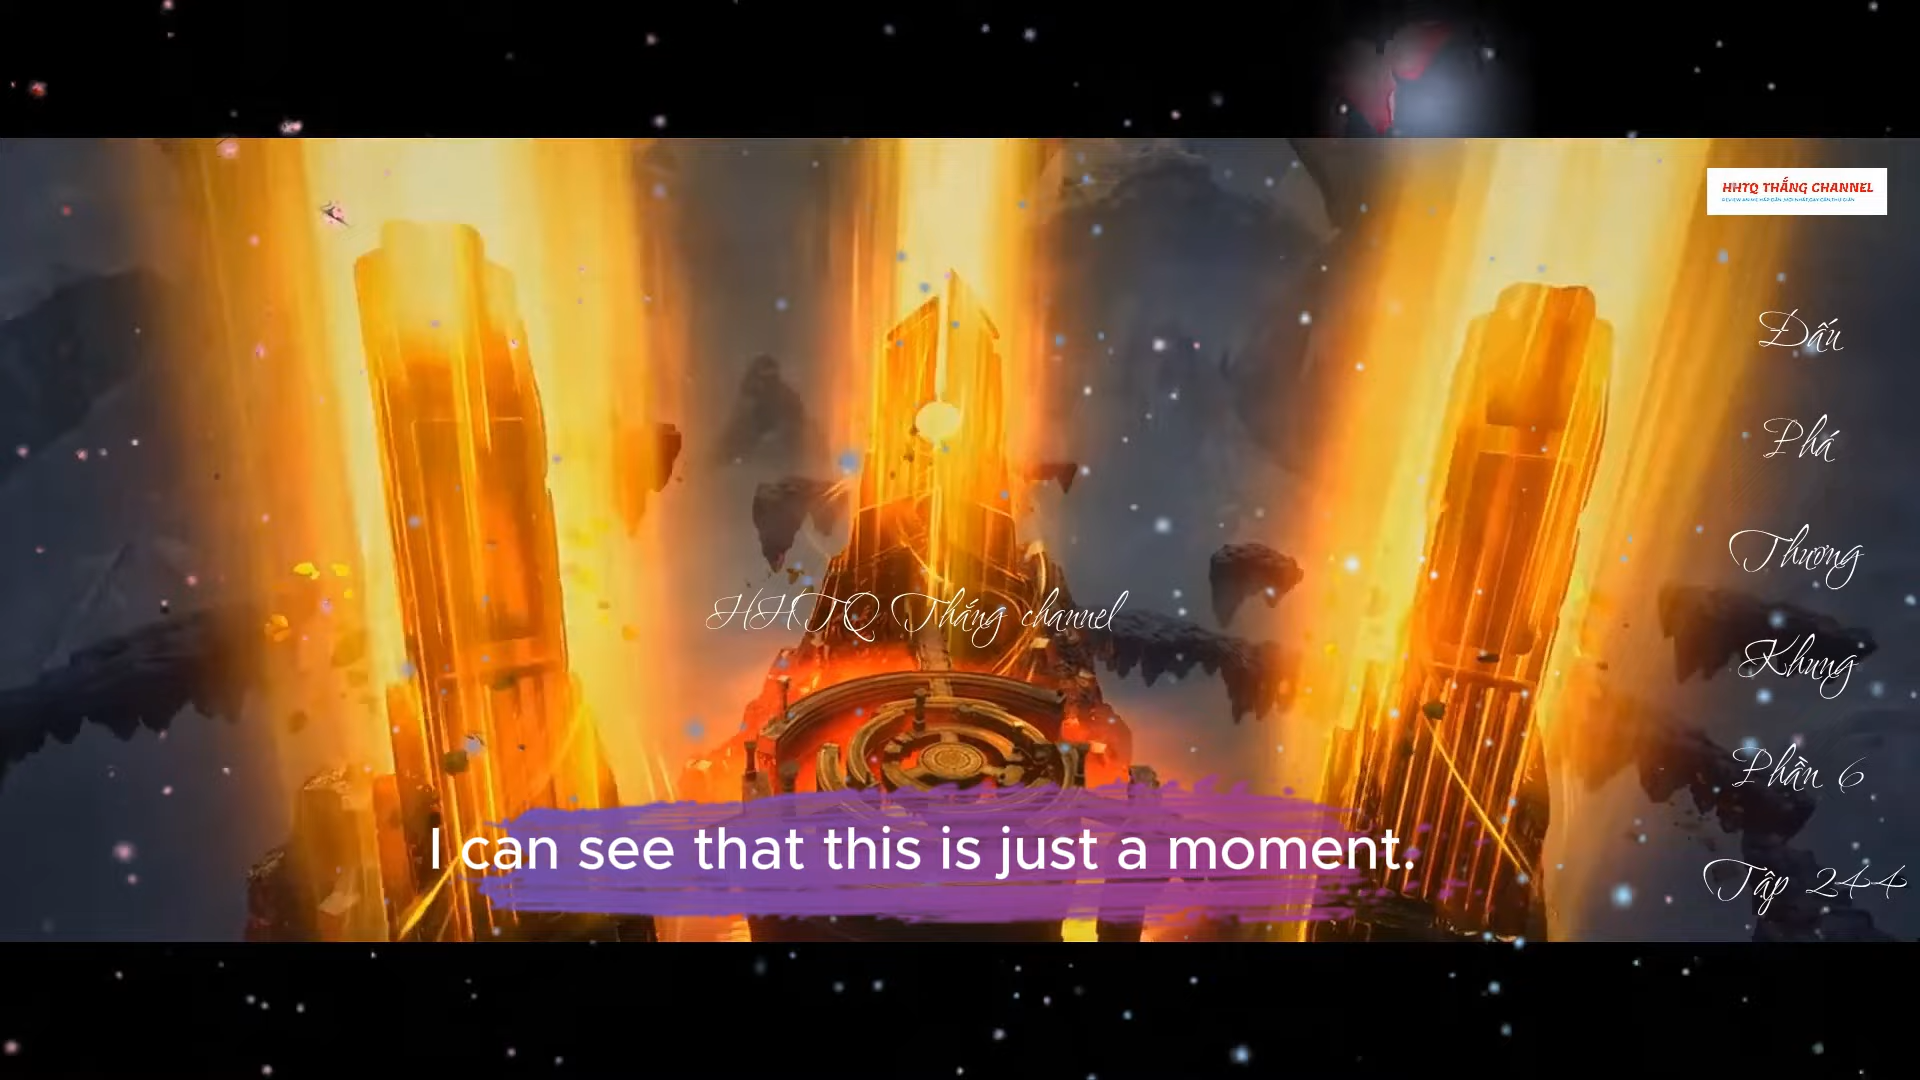 HHTQ THẮNG CHANNEL
Đấu
Phá
Thương
Khung
Phần 6
Tập 244
HHTQ Thắng channel
I can see that this is just a moment.